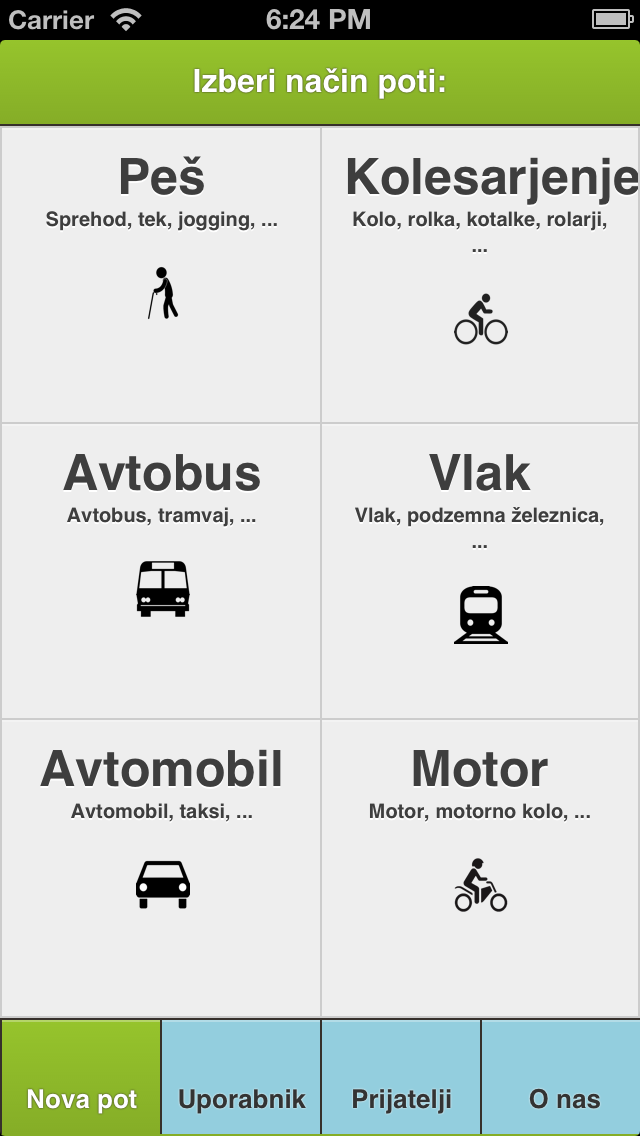 Carrier 6:24 PM
Izberi način poti:
Peš
Sprehod, tek, jogging, ...
Kolesarjenje
Kolo, rolka, kotalke, rolarji,
...
Avtobus
Avtobus, tramvaj, ...
Vlak
Vlak, podzemna železnica,
...
Avtomobil
Avtomobil, taksi, ...
Motor
Motor, motorno kolo, ...
Nova pot
Uporabnik
Prijatelji
O nas